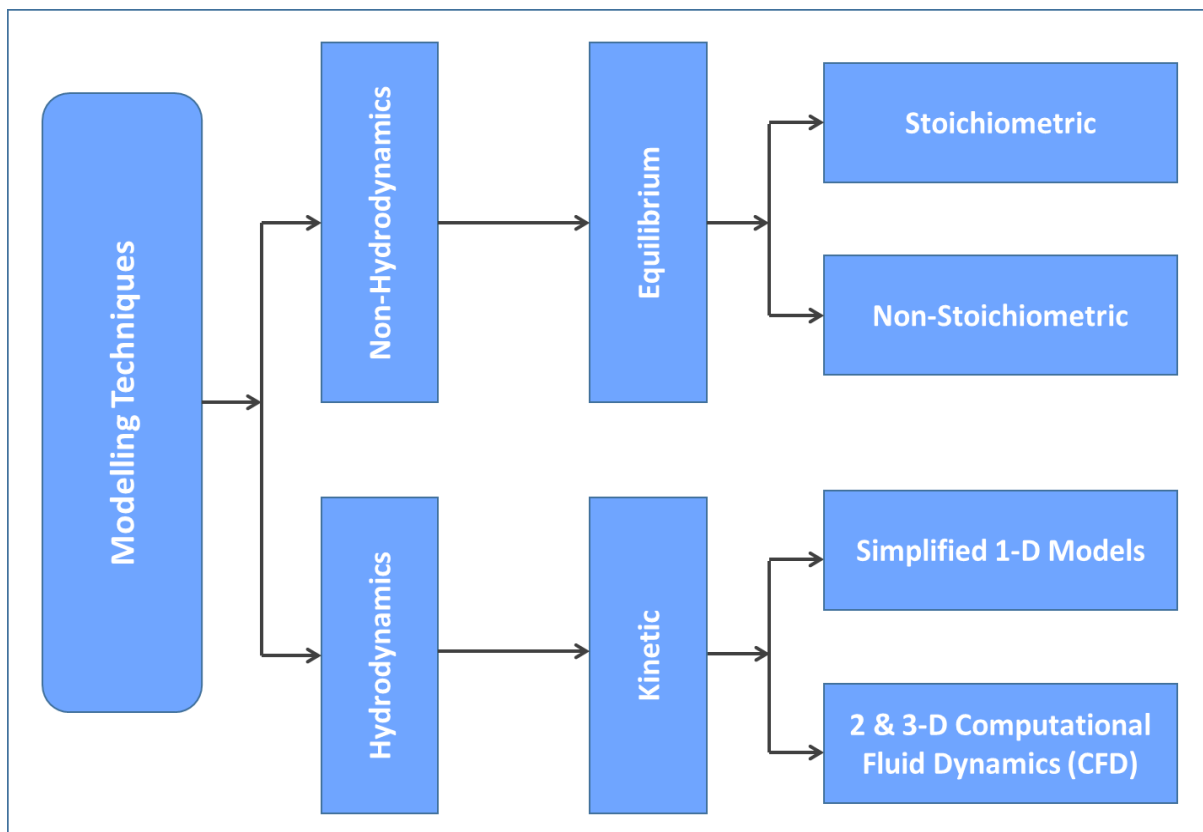 Modelling Techniques
Non-Hydrodynamics
Equilibrium
Stoichiometric
Non-Stoichiometric
Hydrodynamics
Kinetic
Simplified 1-D Models
2 & 3-D Computational
Fluid Dynamics (CFD)